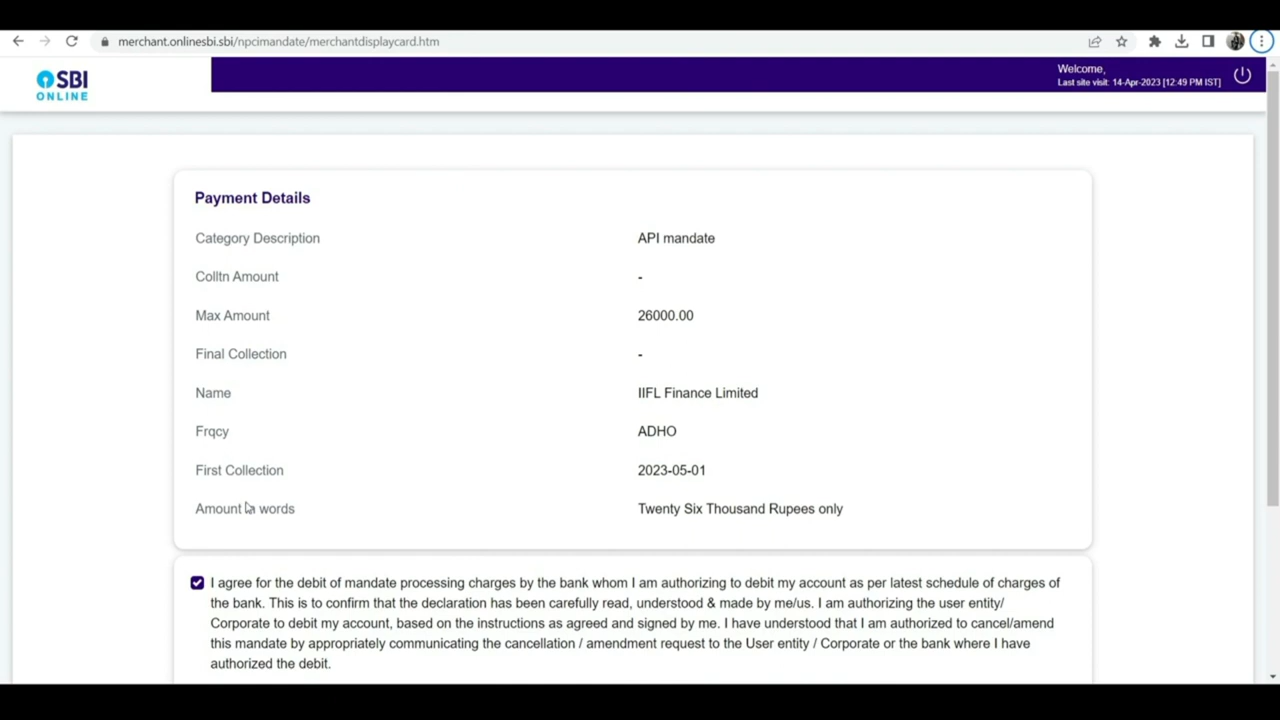 merchant.onlinesbi.sbi/npcimandate/merchantdisplaycard.htm
SBI
ONLINE
Welcome,
Last site visit: 14-Apr-2023 [12:49 PM IST]
Payment Details
Category Description API mandate
Colltn Amount -
Max Amount 26000.00
Final Collection -
Name IIFL Finance Limited
Frqcy ADHO
First Collection 2023-05-01
Amount in words Twenty Six Thousand Rupees only
I agree for the debit of mandate processing charges by the bank whom I am authorizing to debit my account as per latest schedule of charges of
the bank. This is to confirm that the declaration has been carefully read, understood & made by me/us. I am authorizing the user entity/
Corporate to debit my account, based on the instructions as agreed and signed by me. I have understood that I am authorized to cancel/amend
this mandate by appropriately communicating the cancellation / amendment request to the User entity / Corporate or the bank where I have
authorized the debit.